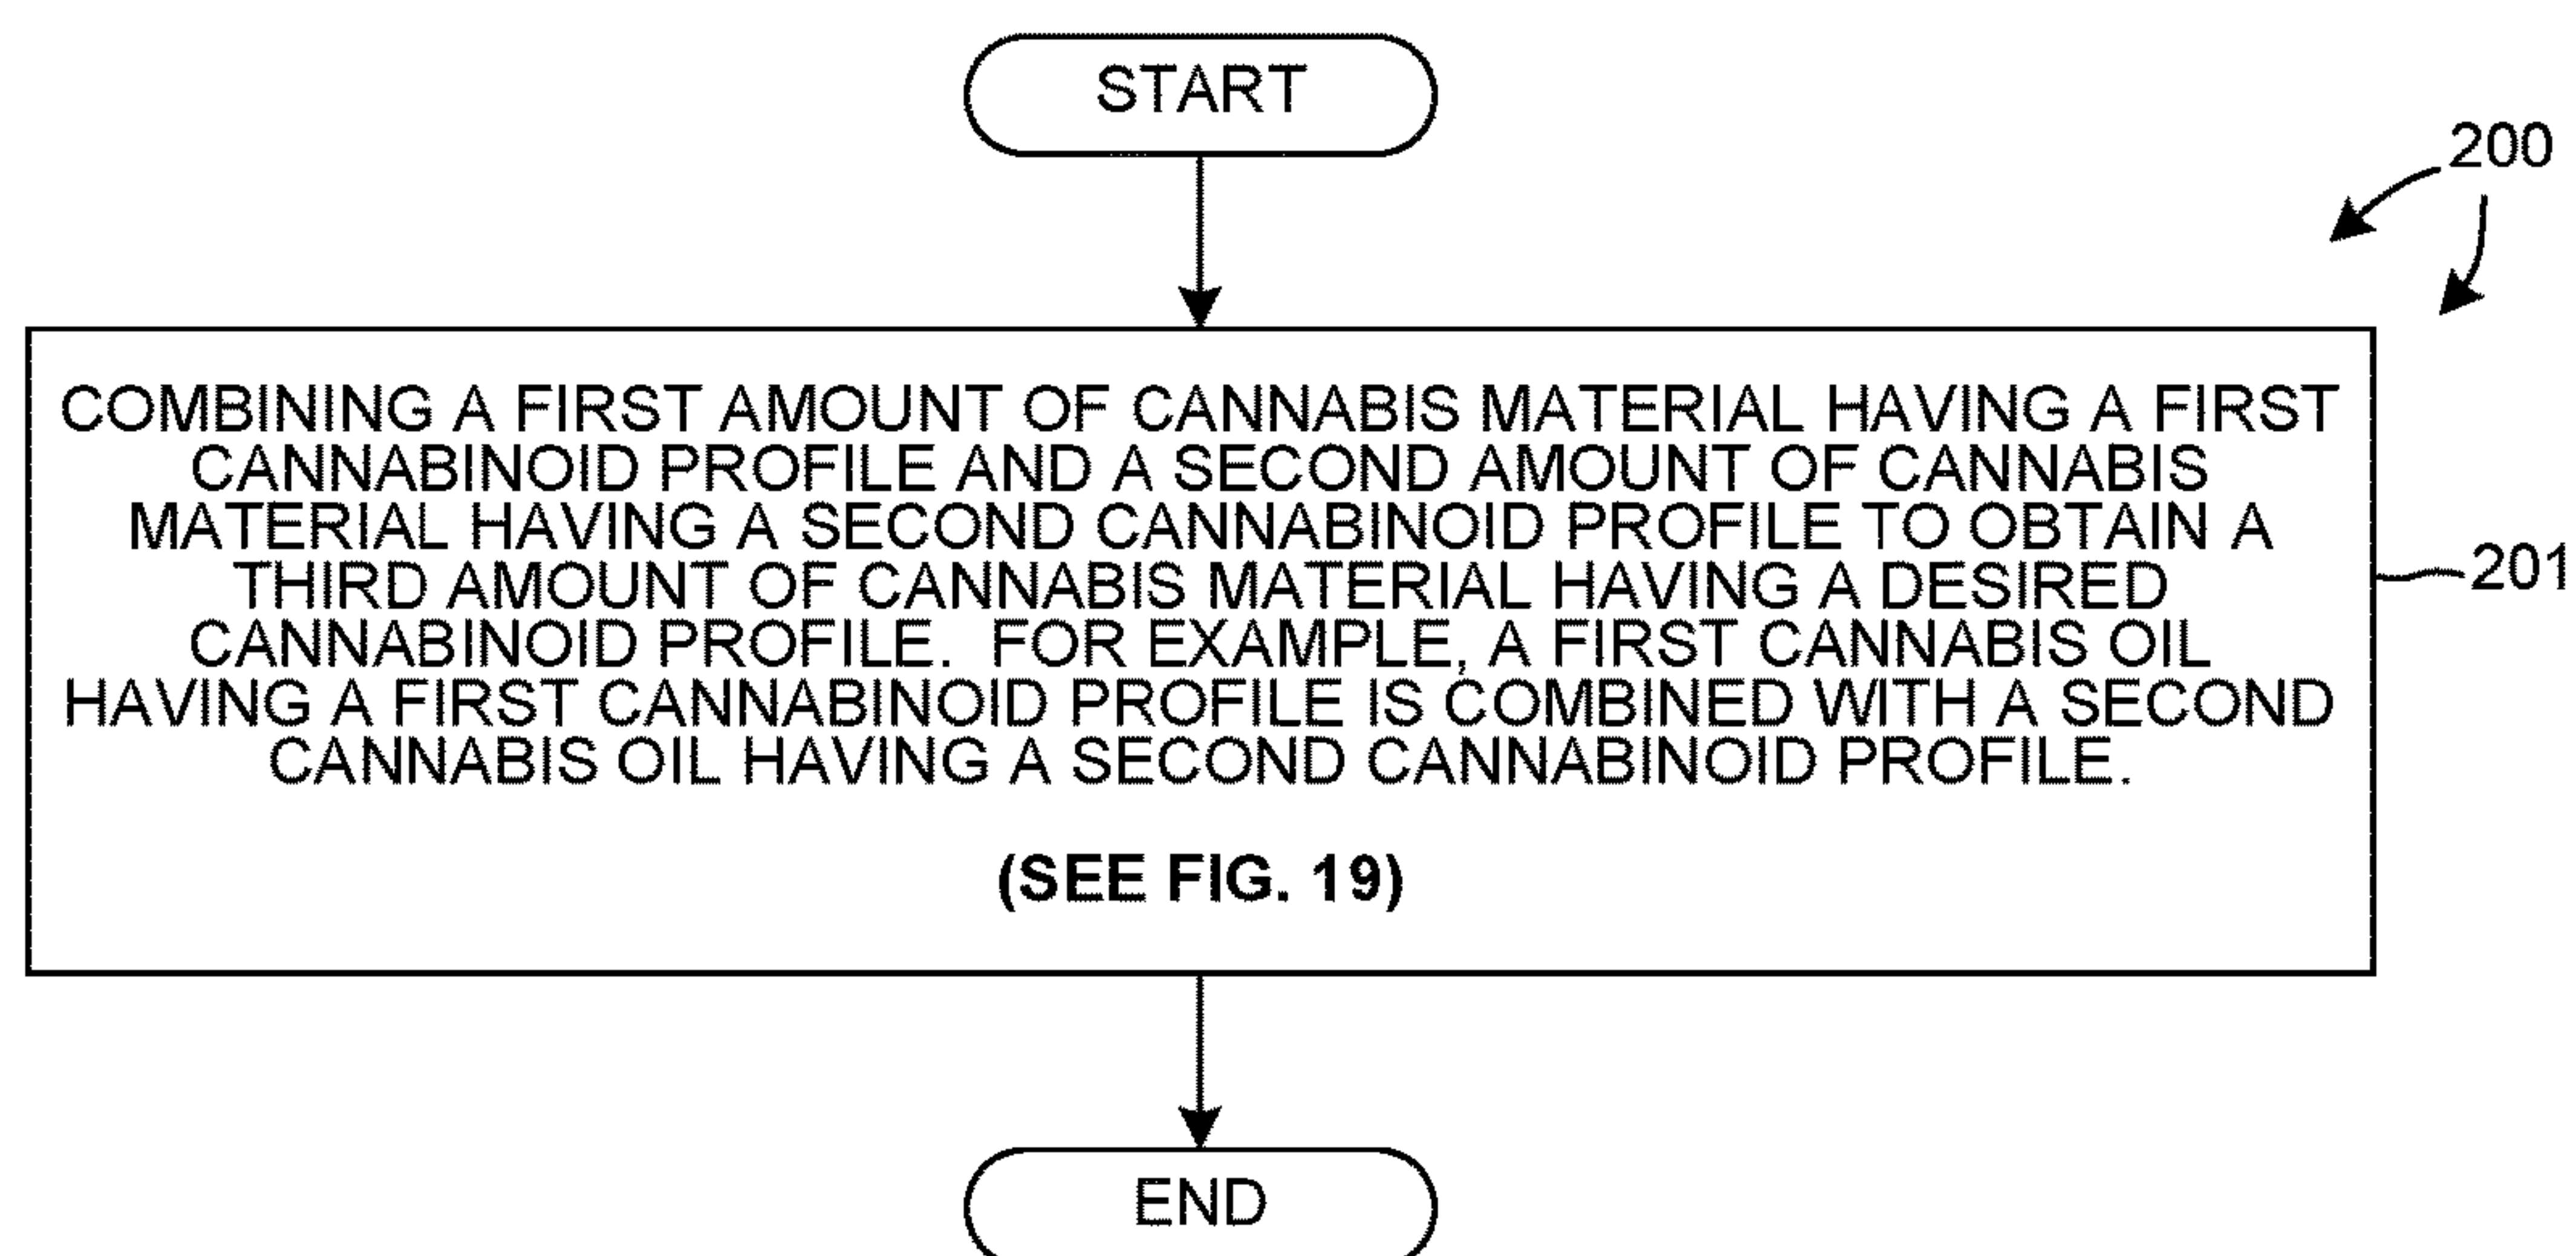 START
200
COMBINING A FIRST AMOUNT OF CANNABIS MATERIAL HAVING A FIRST
CANNABINOID PROFILE AND A SECOND AMOUNT OF CANNABIS
MATERIAL HAVING A SECOND CANNABINOID PROFILE TO OBTAIN A
THIRD AMOUNT OF CANNABIS MATERIAL HAVING A DESIRED
CANNABINOID PROFILE. FOR EXAMPLE, A FIRST CANNABIS OIL
HAVING A FIRST CANNABINOID PROFILE IS COMBINED WITH A SECOND
CANNABIS OIL HAVING A SECOND CANNABINOID PROFILE.
201
(SEE FIG. 19)
END